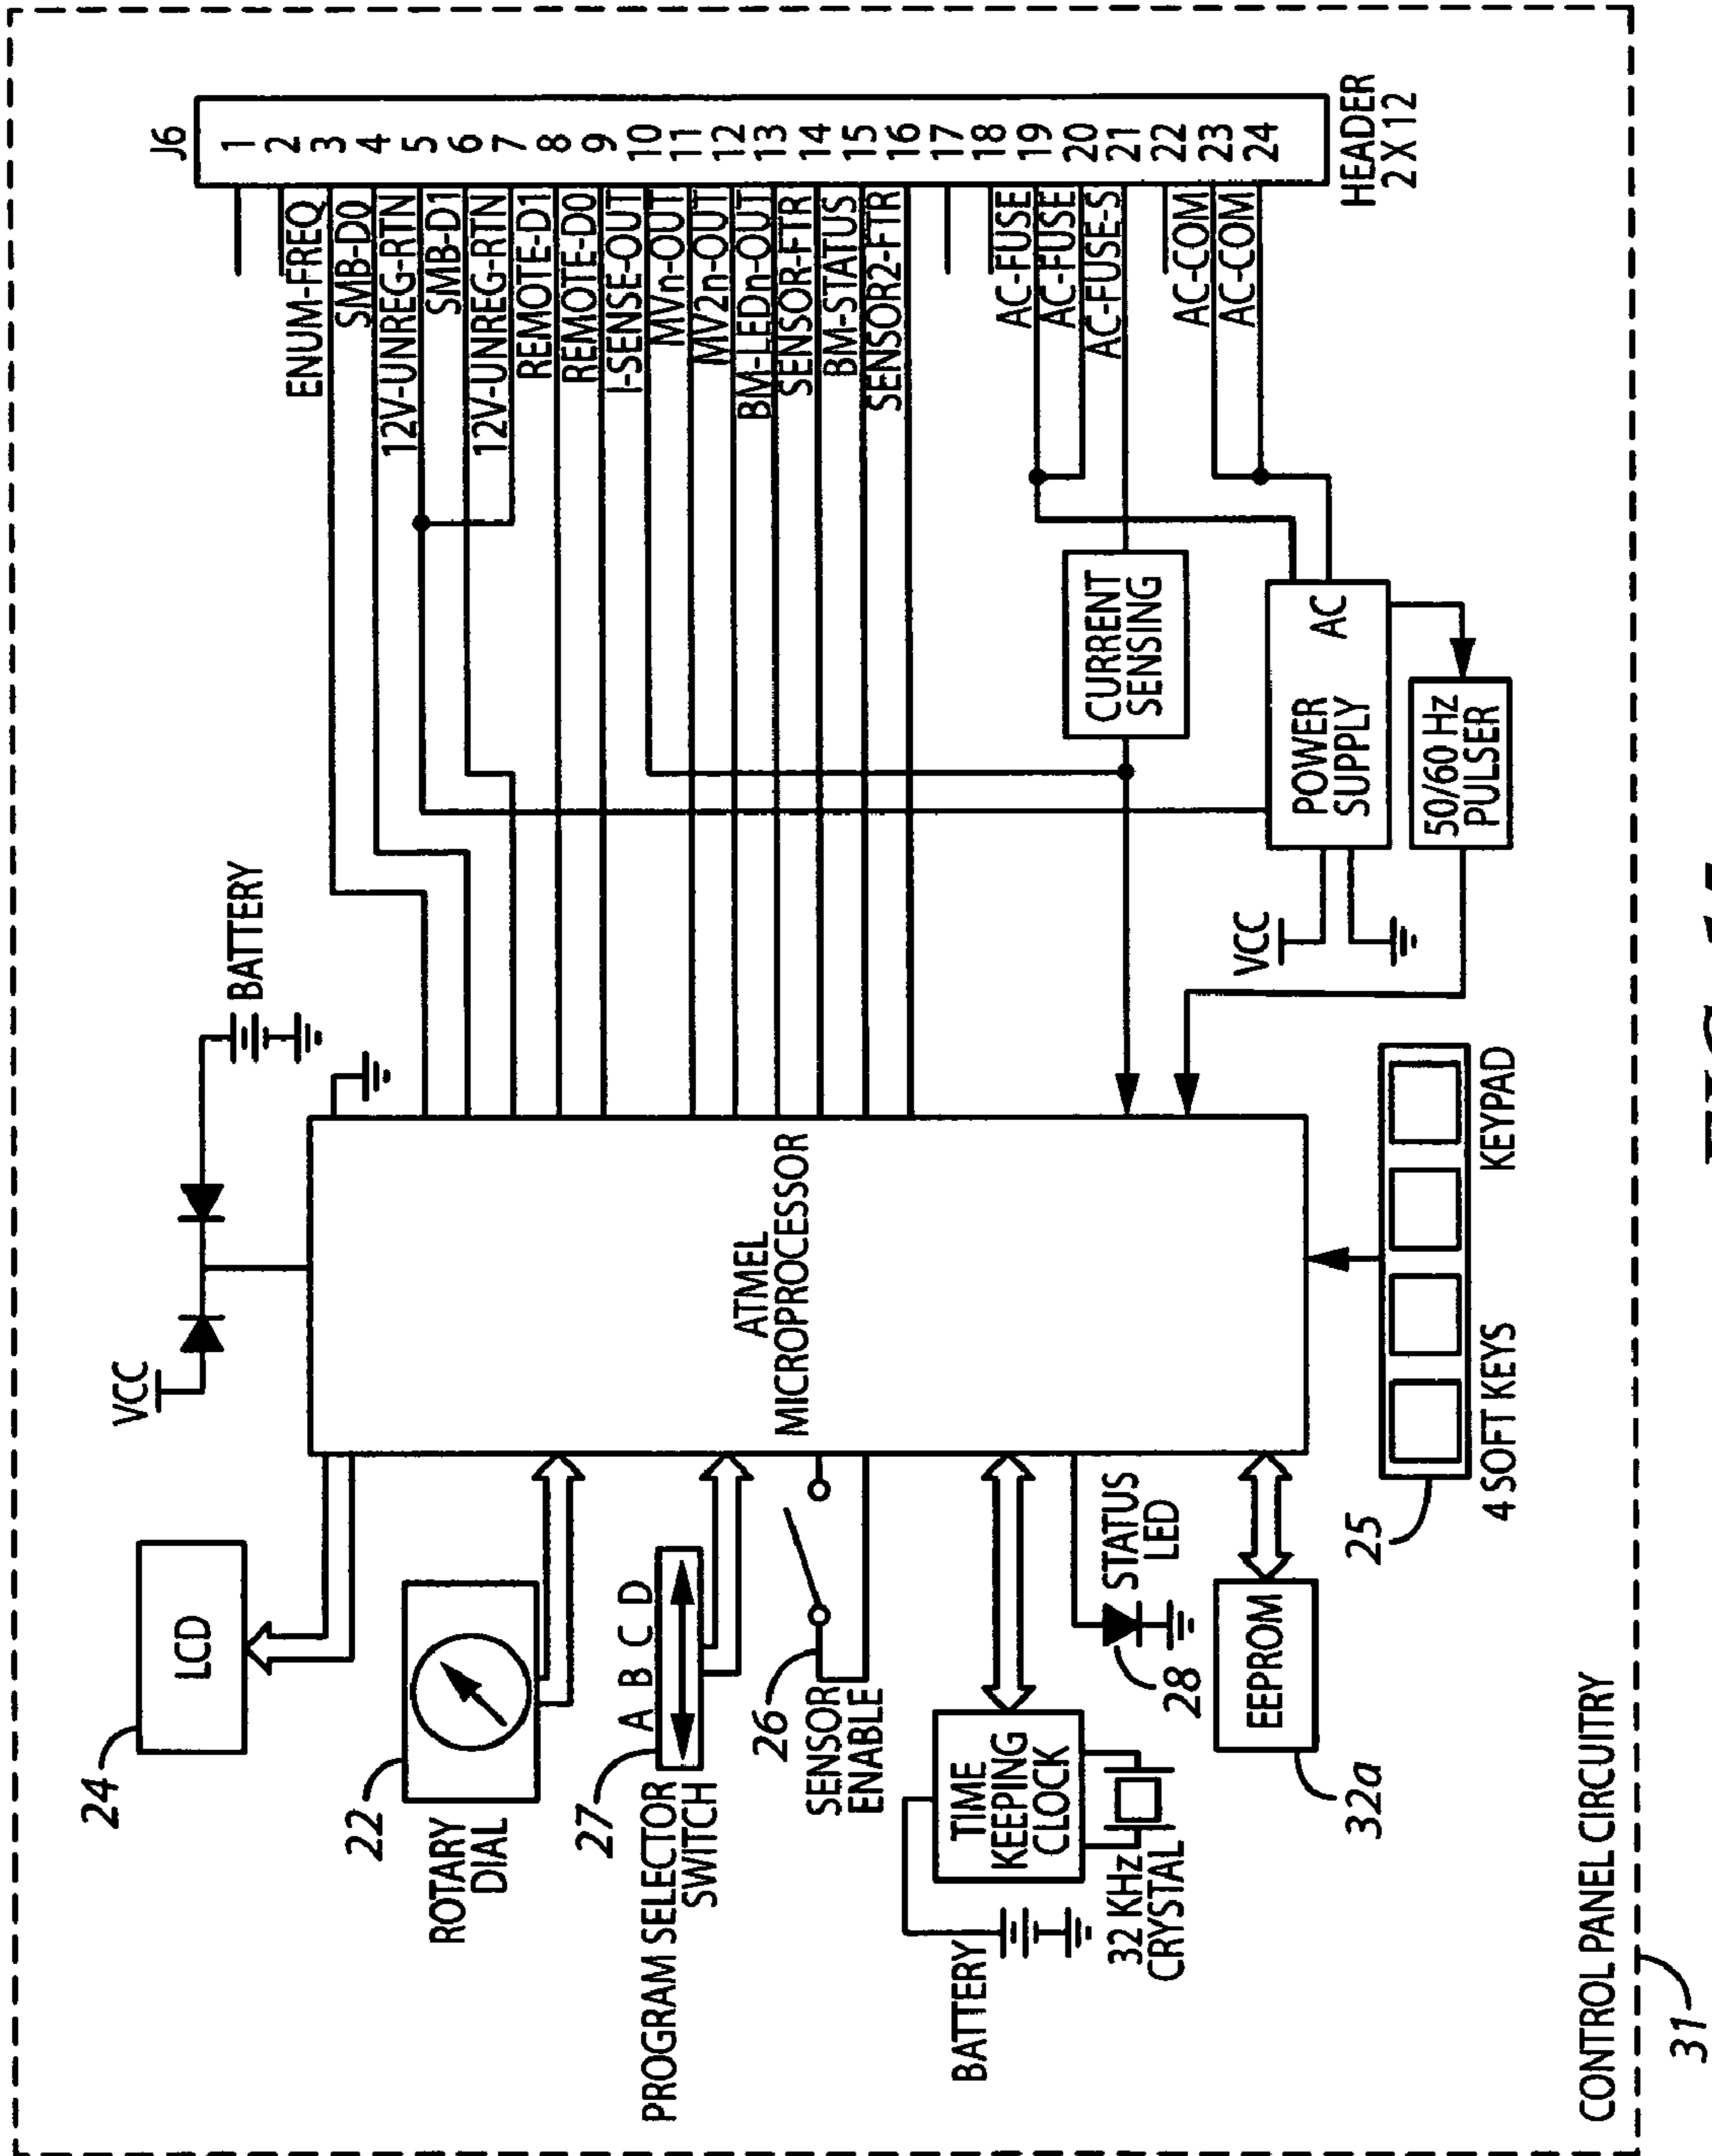 24
LCD
22
ROTARY
DIAL
27
A B C D
PROGRAM SELECTOR
SWITCH
26
SENSOR
ENABLE
TIME
KEEPING
CLOCK
BATTERY
32 KHz
CRYSTAL
STATUS
LED
28
EEPROM
32a
25
4 SOFT KEYS
KEYPAD
VCC
BATTERY
ATMEL
MICROPROCESSOR
J6
1
2
3
4
5
6
7
8
9
10
11
12
13
14
15
16
17
18
19
20
21
22
23
24
HEADER
2 X 12
ENUM-FREQ
SMB-D0
12V-UNREG-RTN
SMB-D1
12V-UNREG-RTN
REMOTE-D1
REMOTE-D0
I-SENSE-OUT
MVn-OUT
MV2n-OUT
BM-LEDn-OUT
SENSOR-FTR
BM-STATUS
SENSOR2-FTR
AC-FUSE
AC-FUSE
AC-FUSE-S
AC-COM
AC-COM
CURRENT
SENSING
POWER
SUPPLY
AC
VCC
50/60 Hz
PULSER
CONTROL PANEL CIRCUITRY
31